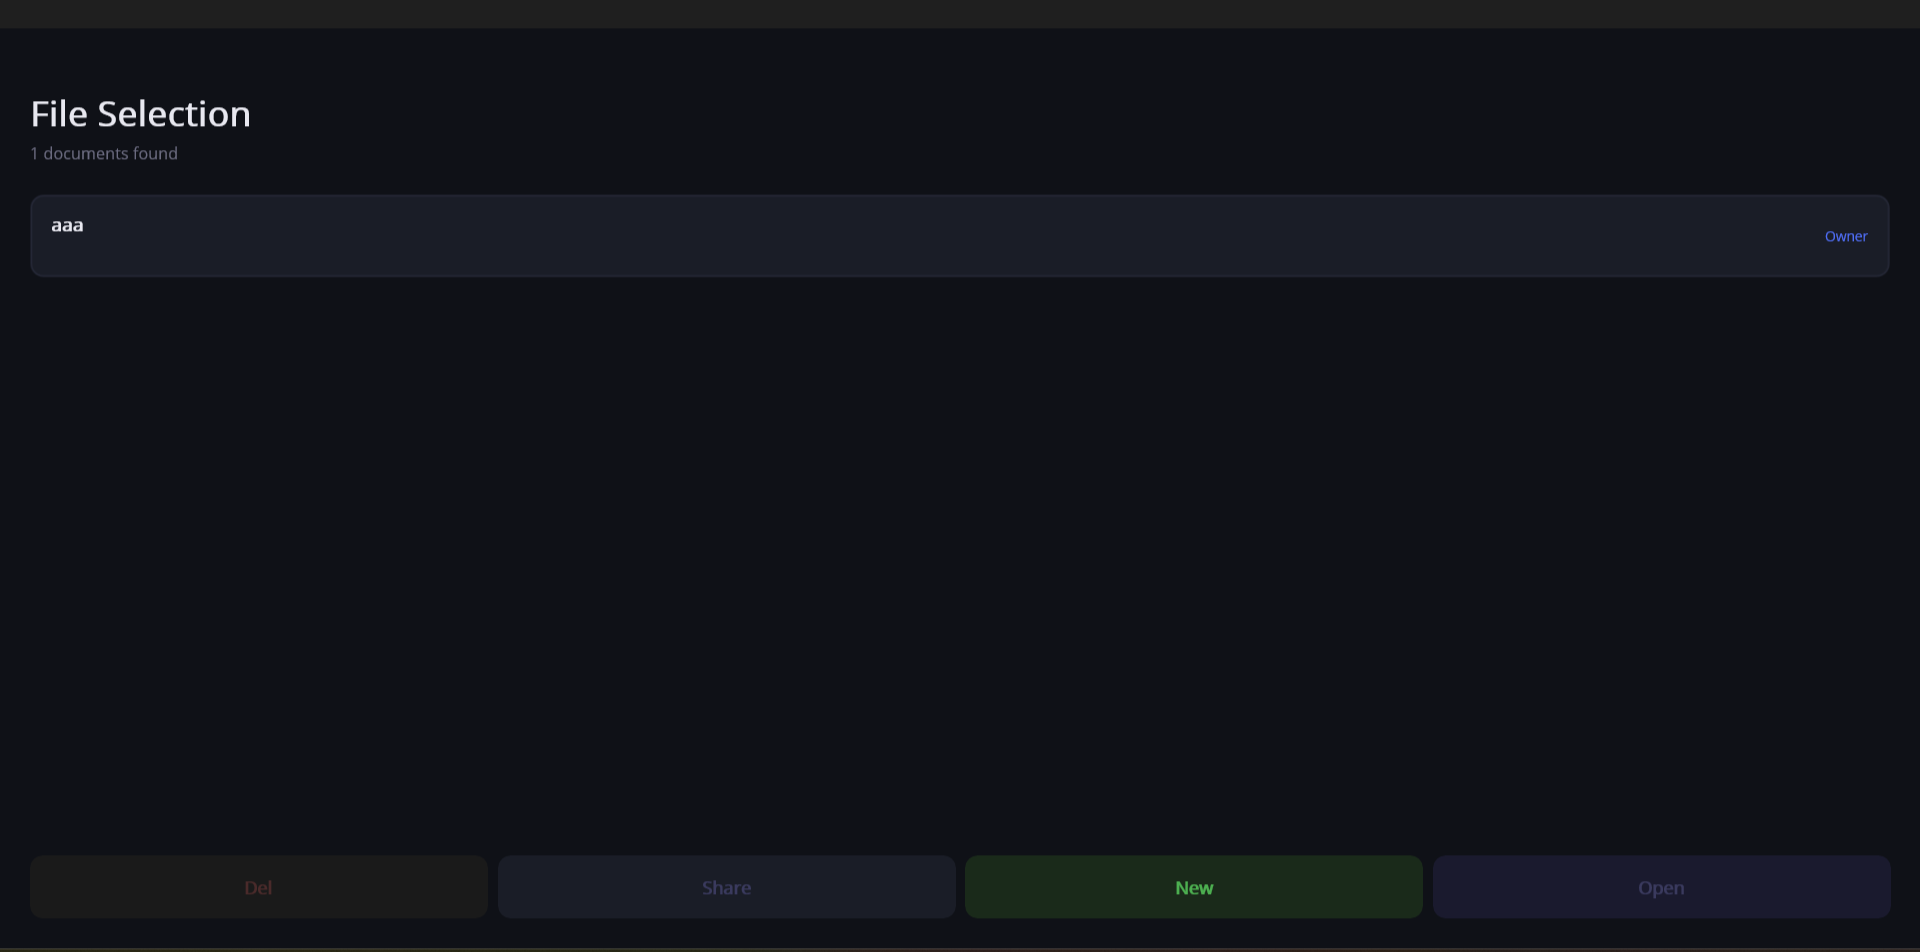 File Selection
1 documents found
aaa
Owner
Del
Share
New
Open